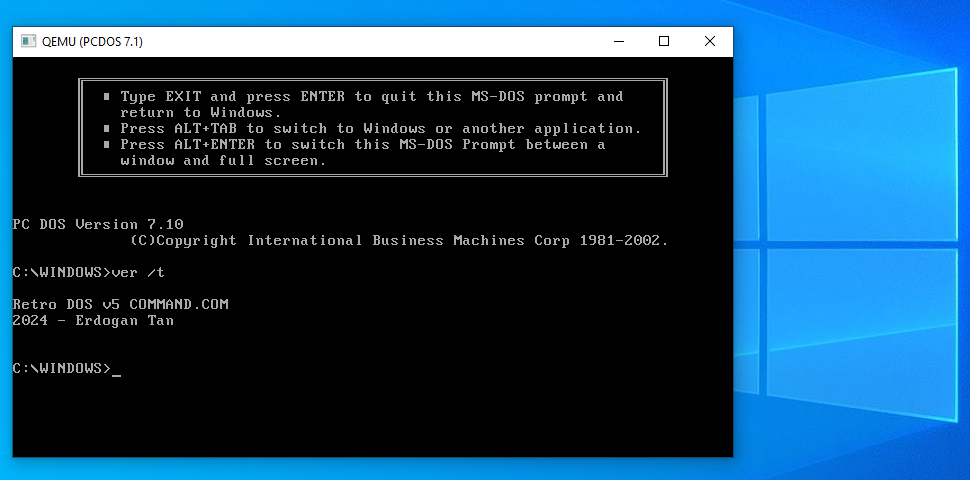 QEMU (PCDOS 7.1)
Type EXIT and press ENTER to quit this MS-DOS prompt and
return to Windows.
Press ALT+TAB to switch to Windows or another application.
Press ALT+ENTER to switch this MS-DOS Prompt between a
window and full screen.
PC DOS Version 7.10
(C)Copyright International Business Machines Corp 1981-2002.
C:\WINDOWS>ver /t
Retro DOS v5 COMMAND.COM
2024 - Erdogan Tan
C:\WINDOWS>_